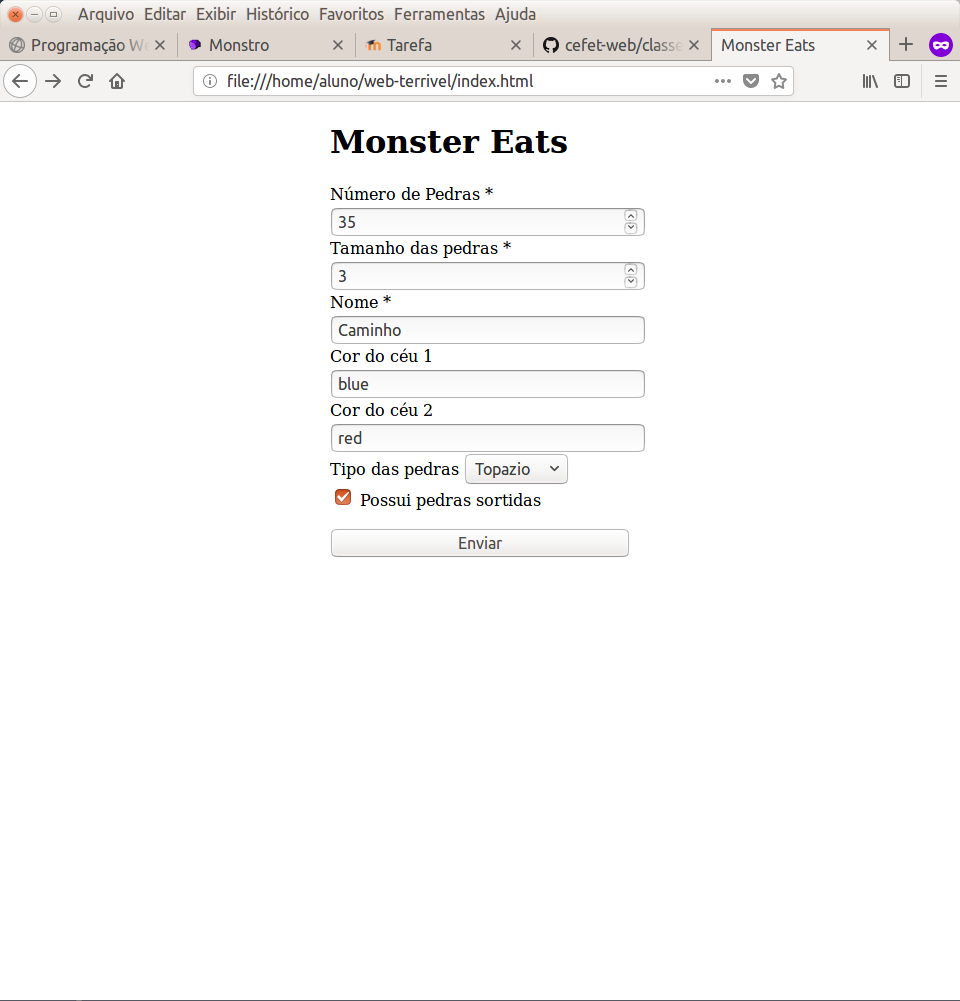 Arquivo Editar Exibir Histórico Favoritos Ferramentas Ajuda
Programação We Monstro Tarefa cefet-web/classe Monster Eats
file:///home/aluno/web-terrivel/index.html
Monster Eats
Número de Pedras *
35
Tamanho das pedras *
3
Nome *
Caminho
Cor do céu 1
blue
Cor do céu 2
red
Tipo das pedras Topazio
Possui pedras sortidas
Enviar